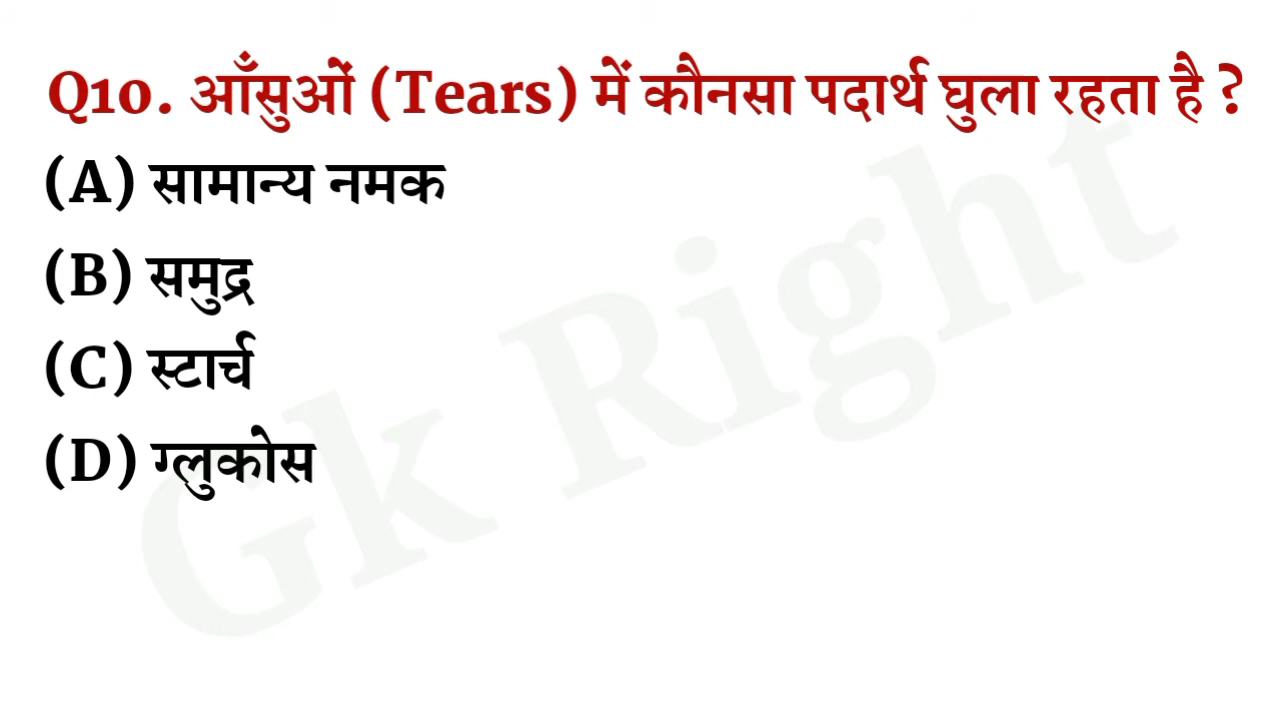 Q10. आँसुओं (Tears) में कौनसा पदार्थ घुला रहता है ?
(A) सामान्य नमक
(B) समुद्र
(C) स्टार्च
(D) ग्लुकोस
Gk Right